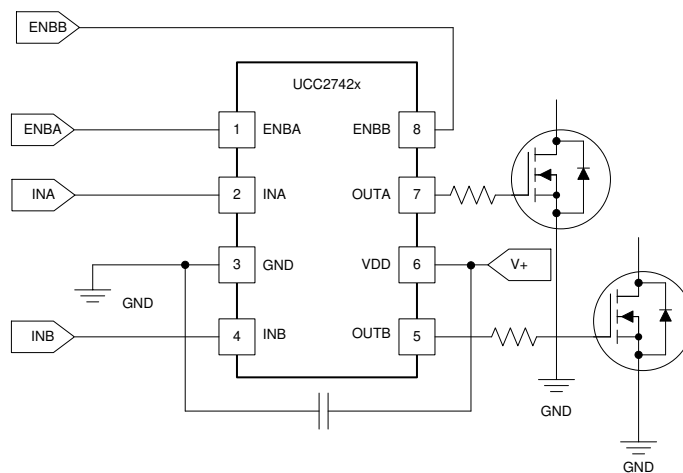 ENBB
UCC2742x
ENBA
1
ENBA
ENBB
8
INA
2
INA
OUTA
7
3
GND
VDD
6
V+
GND
INB
4
INB
OUTB
5
GND
GND